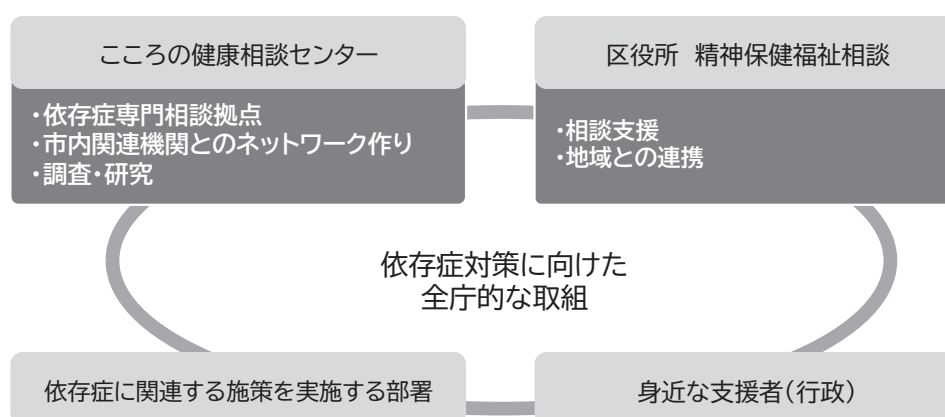 こころの健康相談センター
・依存症専門相談拠点
・市内関連機関とのネットワーク作り
・調査・研究
区役所 精神保健福祉相談
・相談支援
・地域との連携
依存症対策に向けた
全庁的な取組
依存症に関連する施策を実施する部署
身近な支援者（行政）